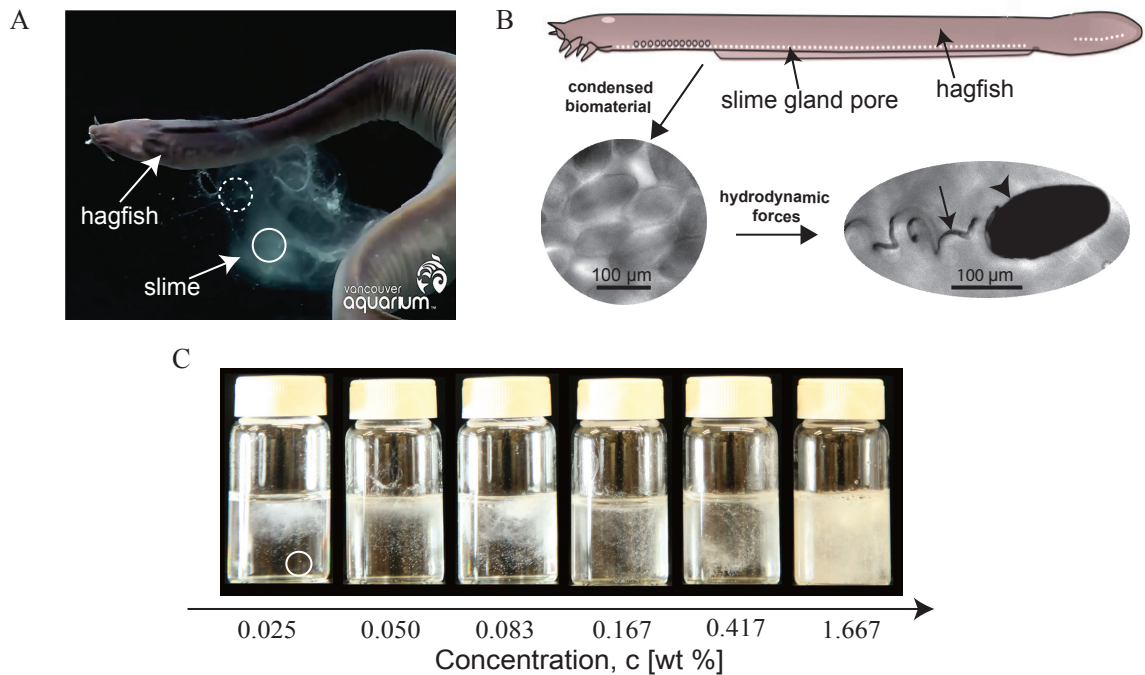 A
hagfish
slime
vancouver
aquarium™
B
condensed
biomaterial
slime gland pore
hagfish
hydrodynamic
forces
100 µm
100 µm
C
0.025
0.050
0.083
0.167
0.417
1.667
Concentration, c [wt %]